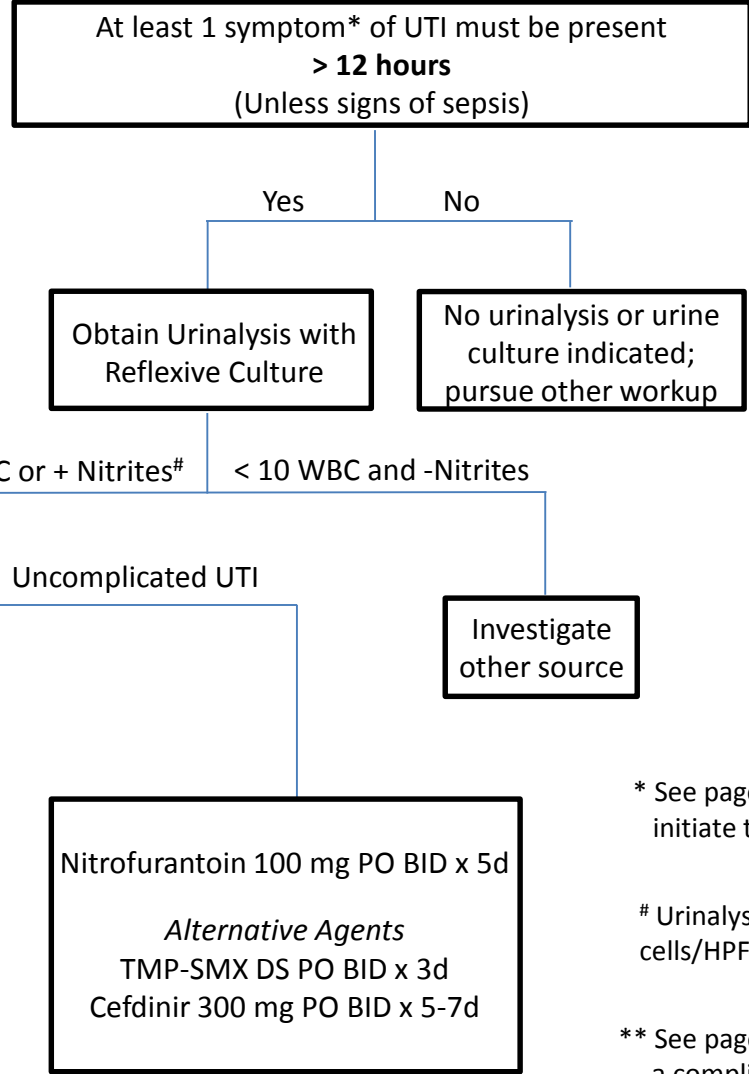 At least 1 symptom* of UTI must be present
> 12 hours
(Unless signs of sepsis)
Yes
No
Obtain Urinalysis with
Reflexive Culture
No urinalysis or urine
culture indicated;
pursue other workup
C or + Nitrites#
< 10 WBC and -Nitrites
Uncomplicated UTI
Investigate
other source
Nitrofurantoin 100 mg PO BID x 5d
Alternative Agents
TMP-SMX DS PO BID x 3d
Cefdinir 300 mg PO BID x 5-7d
* See page
initiate t
# Urinalys
cells/HPF
** See page
a compli